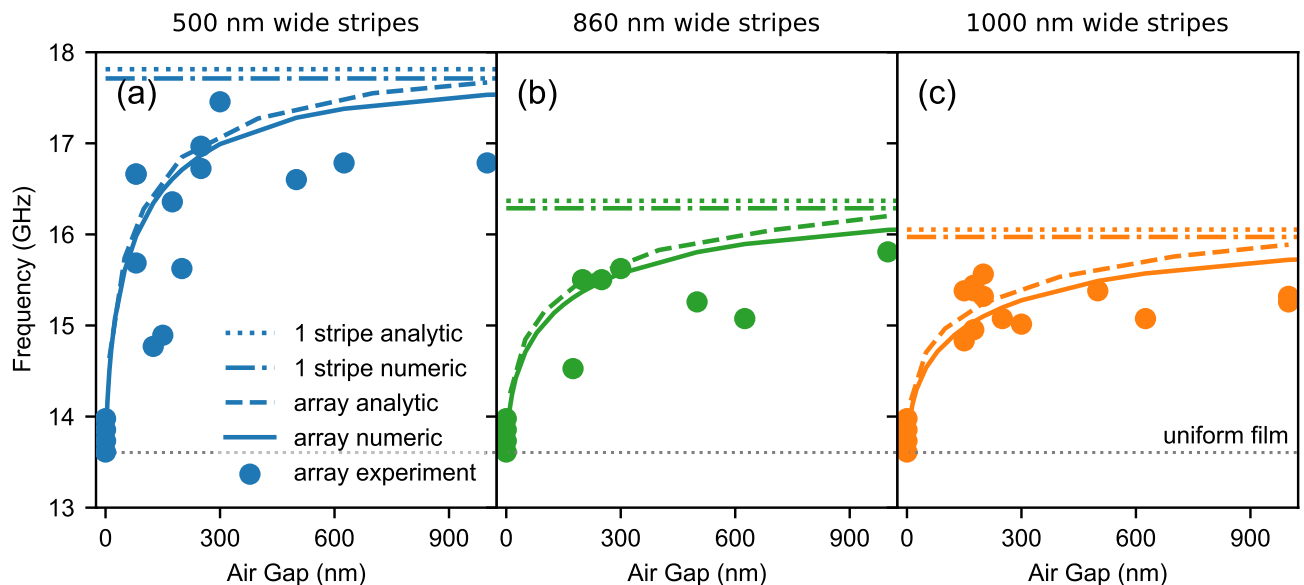 500 nm wide stripes
860 nm wide stripes
1000 nm wide stripes
Frequency (GHz)
18
17
16
15
14
13
(a)
1 stripe analytic
1 stripe numeric
array analytic
array numeric
array experiment
0
300
600
900
Air Gap (nm)
(b)
0
300
600
900
Air Gap (nm)
(c)
uniform film
0
300
600
900
Air Gap (nm)